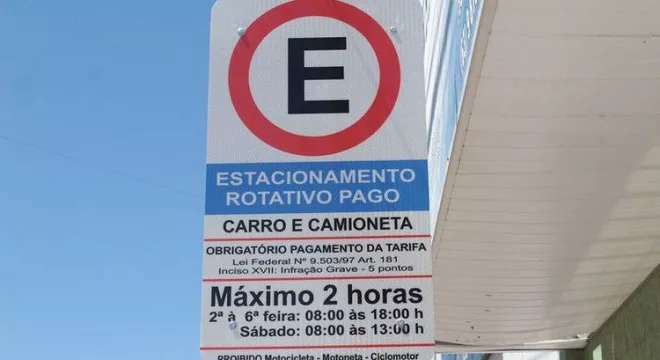 E
ESTACIONAMENTO
ROTATIVO PAGO
CARRO E CAMIONETA
OBRIGATÓRIO PAGAMENTO DA TARIFA
Lei Federal Nº 9.503/97 Art. 181
Inciso XVII: Infração Grave - 5 pontos
Máximo 2 horas
2ª à 6ª feira: 08:00 às 18:00 h
Sábado: 08:00 às 13:00 h
PROIBIDO Motocicleta - Motoneta - Ciclomotor